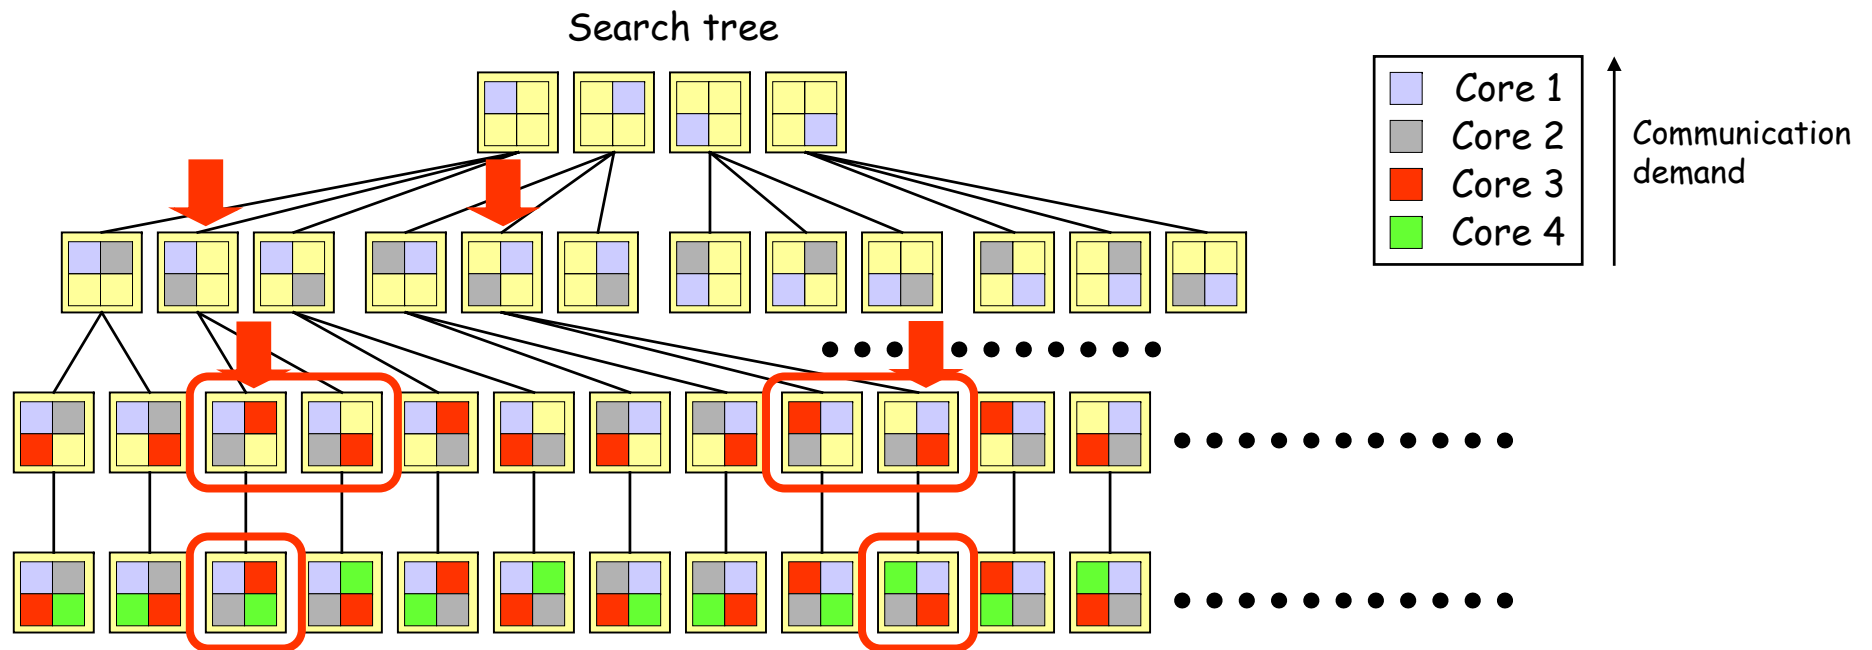 Search tree
Core 1
Core 2
Core 3
Core 4
Communication
demand